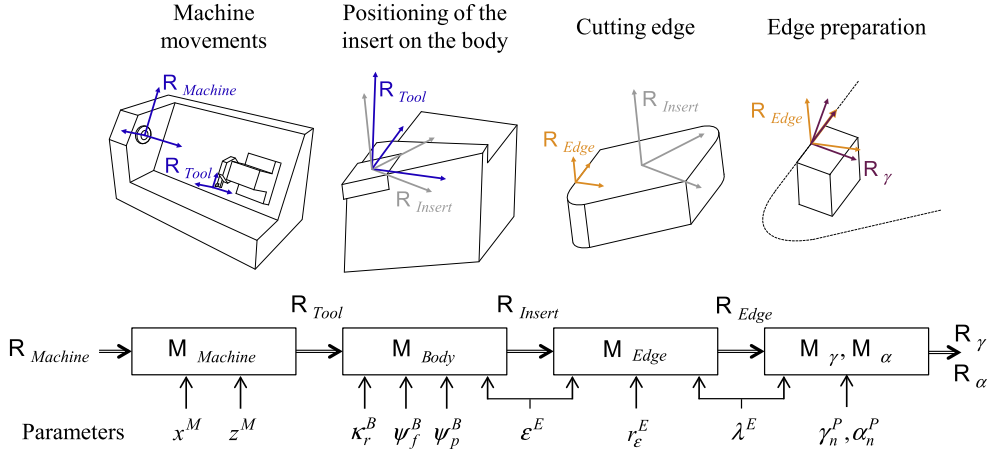 Machine movements
Positioning of the insert on the body
Cutting edge
Edge preparation
R Machine
R Tool
R Tool
R Insert
R Edge
R Insert
R Edge
R γ
R Machine
M Machine
R Tool
M Body
R Insert
M Edge
R Edge
M γ, M α
R γ
R α
Parameters
x^M
z^M
κ_r^B
ψ_f^B
ψ_p^B
ε^E
r_ε^E
λ^E
γ_n^P, α_n^P